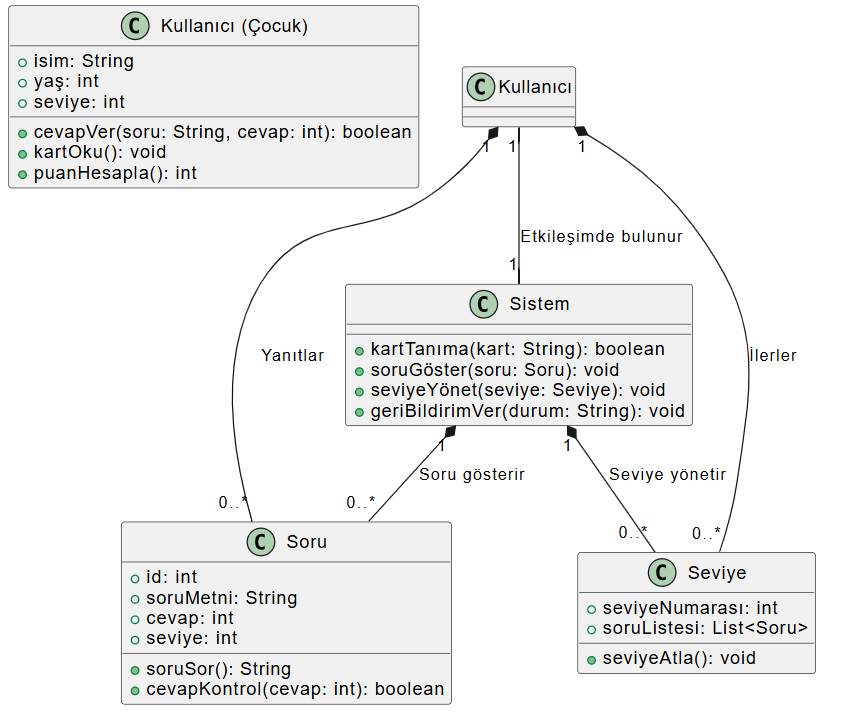 C Kullanıcı (Çocuk)
isim: String
yaş: int
seviye: int
cevapVer(soru: String, cevap: int): boolean
kartOku(): void
puanHesapla(): int
C Kullanıcı
1
1
1
Etkileşimde bulunur
1
C Sistem
kartTanıma(kart: String): boolean
soruGöster(soru: Soru): void
seviyeYönet(seviye: Seviye): void
geriBildirimVer(durum: String): void
Yanıtlar
İlerler
1
1
Soru gösterir
Seviye yönetir
0..*
0..*
0..*
0..*
C Soru
id: int
soruMetni: String
cevap: int
seviye: int
soruSor(): String
cevapKontrol(cevap: int): boolean
C Seviye
seviyeNumarası: int
soruListesi: List<Soru>
seviyeAtla(): void